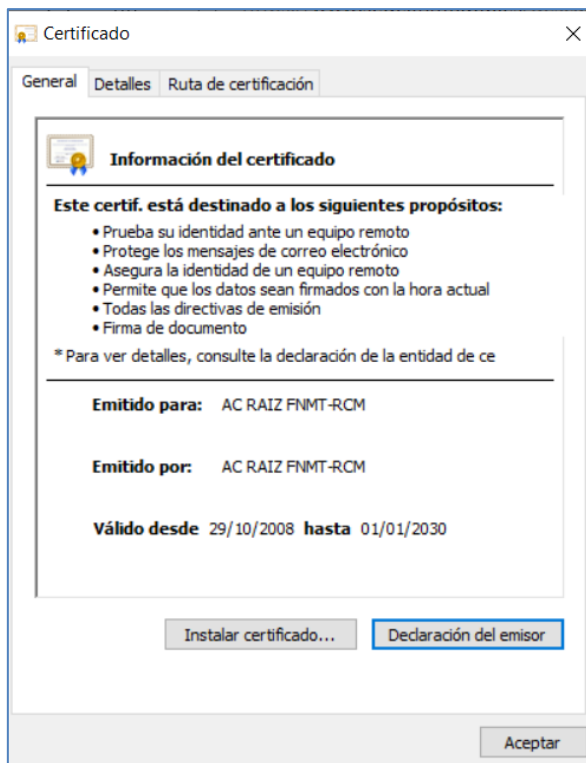 Certificado
General Detalles Ruta de certificación
Información del certificado
Este certif. está destinado a los siguientes propósitos:
• Prueba su identidad ante un equipo remoto
• Protege los mensajes de correo electrónico
• Asegura la identidad de un equipo remoto
• Permite que los datos sean firmados con la hora actual
• Todas las directivas de emisión
• Firma de documento
* Para ver detalles, consulte la declaración de la entidad de ce
Emitido para: AC RAIZ FNMT-RCM
Emitido por: AC RAIZ FNMT-RCM
Válido desde 29/10/2008 hasta 01/01/2030
Instalar certificado... Declaración del emisor
Aceptar